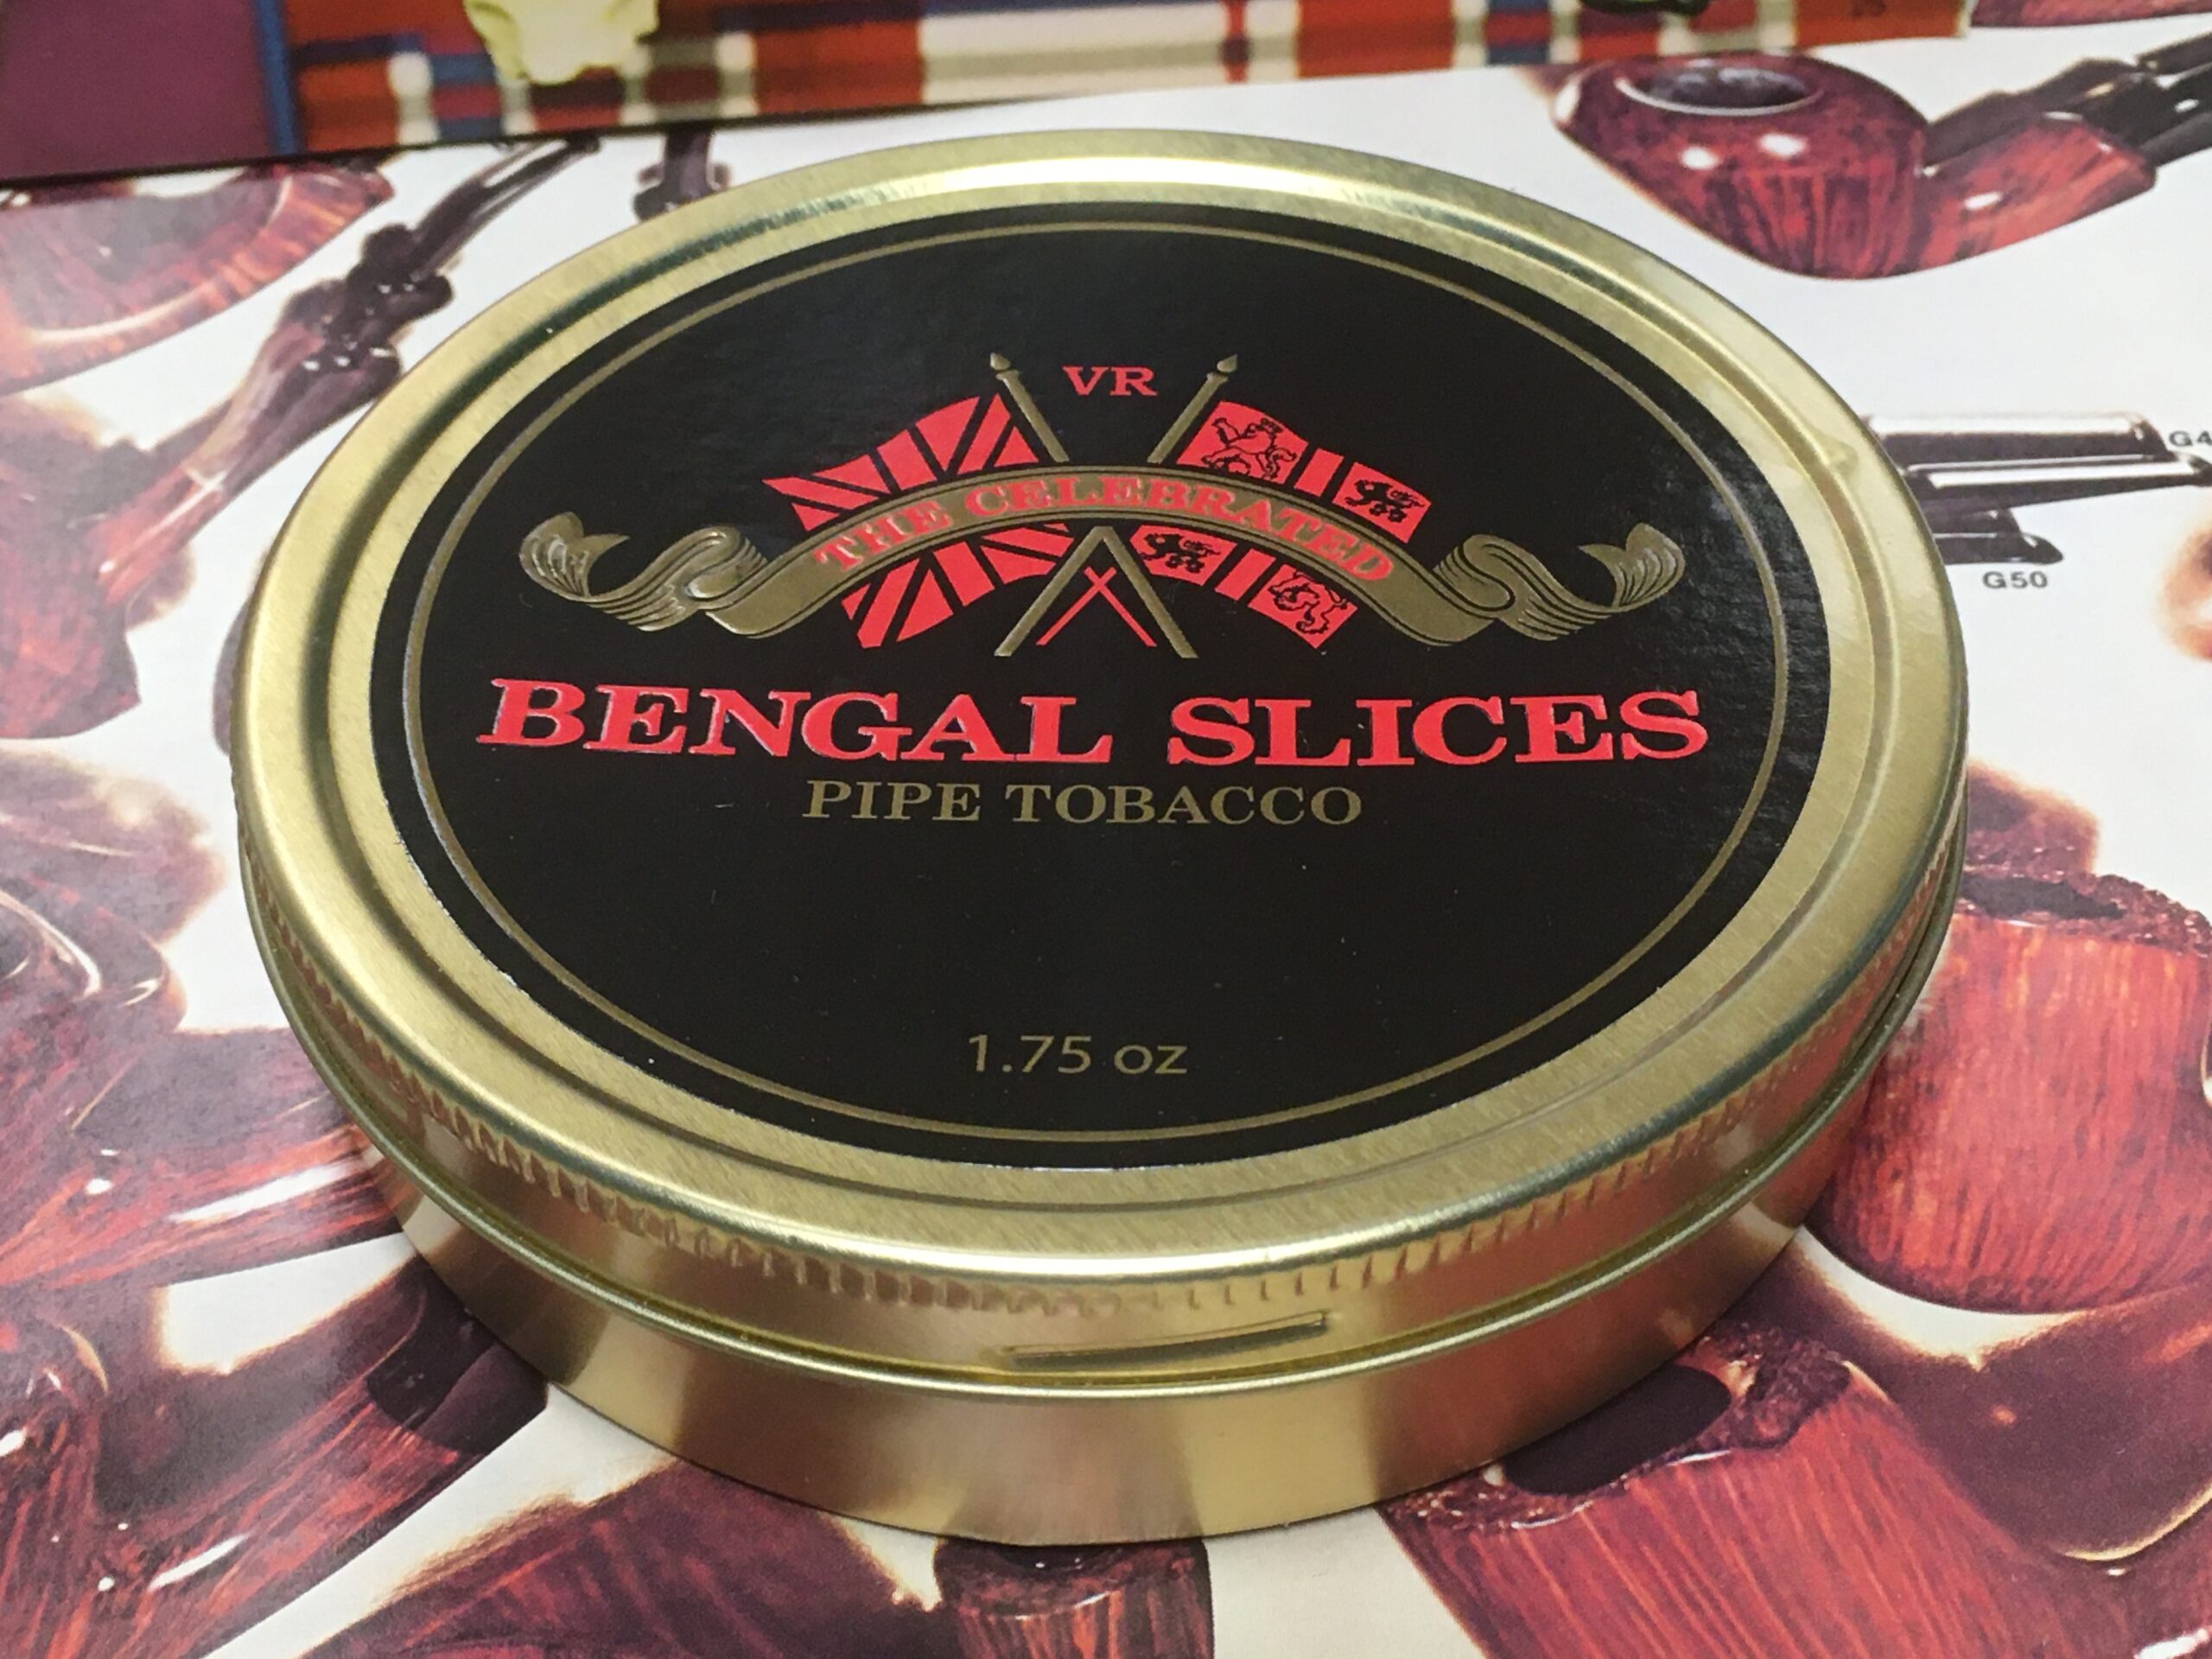 VR
THE CELEBRATED
BENGAL SLICES
PIPE TOBACCO
1.75 oz
G50